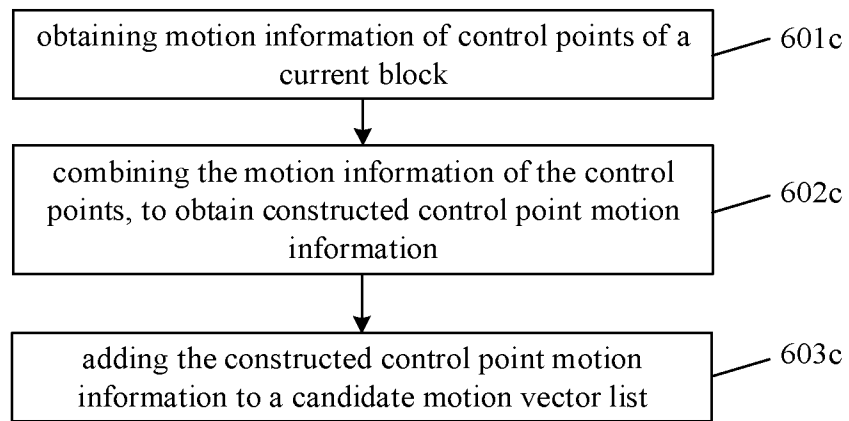 obtaining motion information of control points of a
current block
601c
combining the motion information of the control
points, to obtain constructed control point motion
information
602c
adding the constructed control point motion
information to a candidate motion vector list
603c